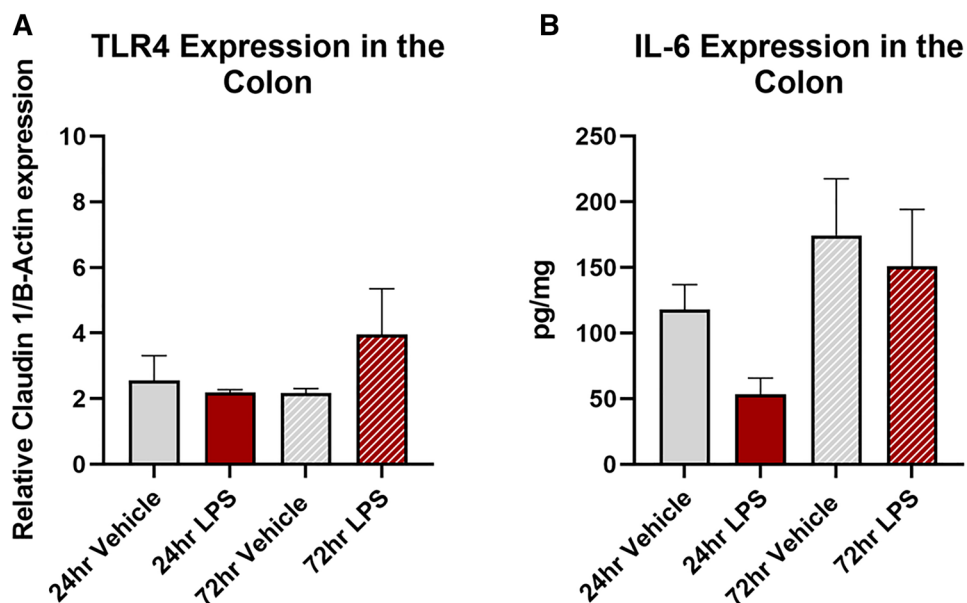 A
TLR4 Expression in the
Colon
Relative Claudin 1/B-Actin expression
10
8
6
4
2
0
24hr Vehicle
24hr LPS
72hr Vehicle
72hr LPS
B
IL-6 Expression in the
Colon
pg/mg
250
200
150
100
50
0
24hr Vehicle
24hr LPS
72hr Vehicle
72hr LPS